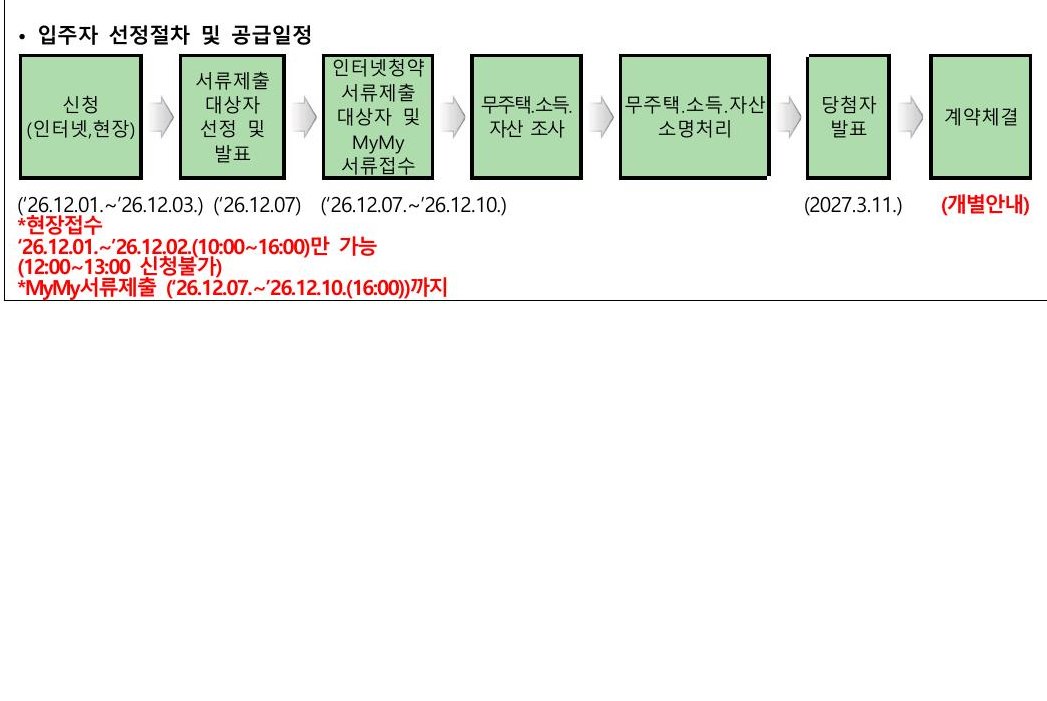 • 입주자 선정절차 및 공급일정
신청
(인터넷,현장)
서류제출
대상자
선정 및
발표
인터넷청약
서류제출
대상자 및
MyMy
서류접수
무주택.소득.
자산 조사
무주택.소득.자산
소명처리
당첨자
발표
계약체결
(‘26.12.01.~’26.12.03.) (‘26.12.07) (‘26.12.07.~’26.12.10.) (2027.3.11.) (개별안내)
*현장접수
‘26.12.01.~’26.12.02.(10:00~16:00)만 가능
(12:00~13:00 신청불가)
*MyMy서류제출 (‘26.12.07.~’26.12.10.(16:00))까지